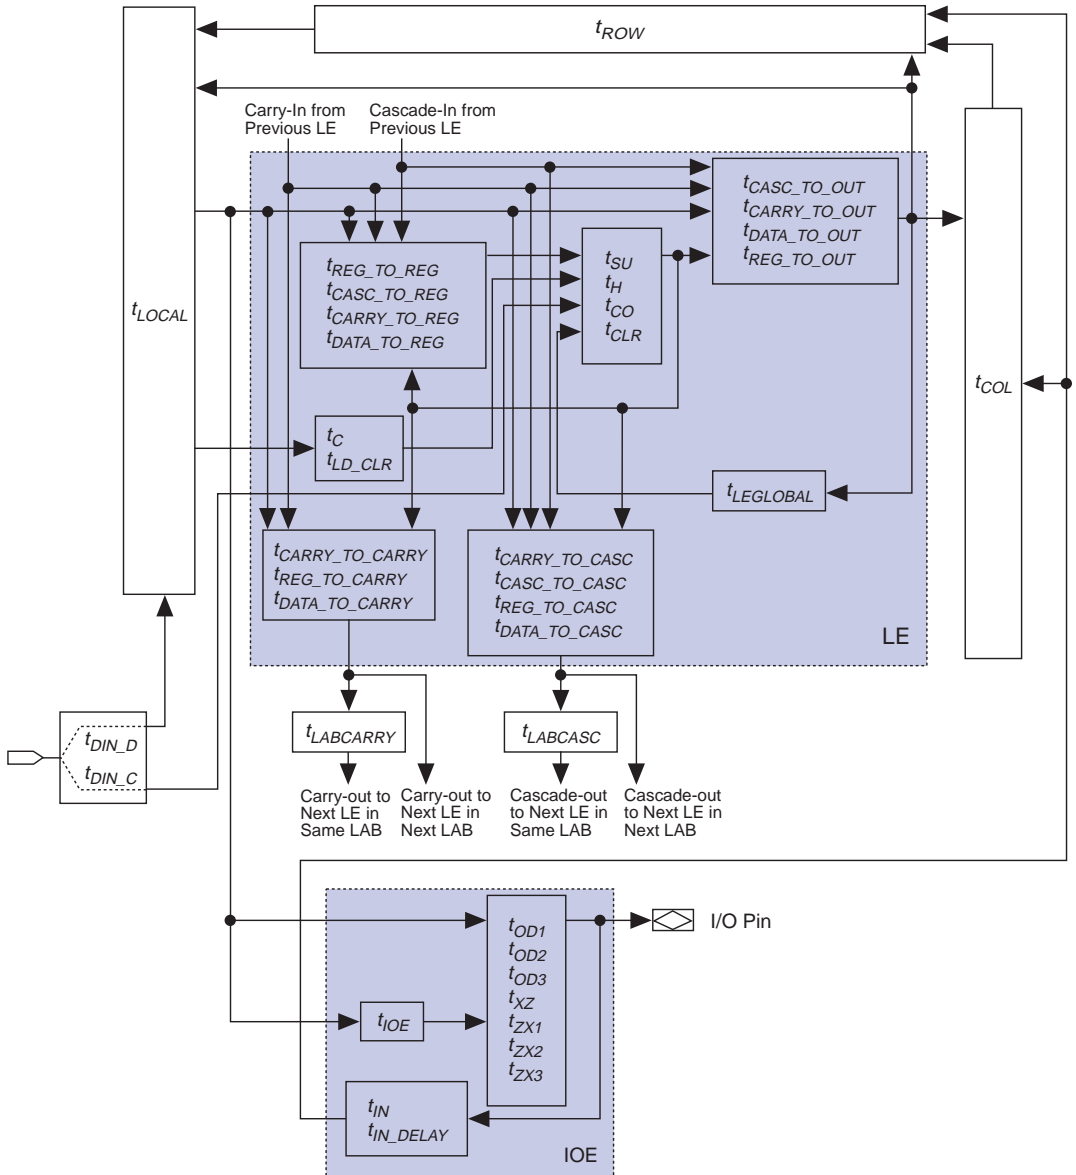 tROW
Carry-In from
Previous LE
Cascade-In from
Previous LE
tLOCAL
tREG_TO_REG
tCASC_TO_REG
tCARRY_TO_REG
tDATA_TO_REG
tSU
tH
tCO
tCLR
tCASC_TO_OUT
tCARRY_TO_OUT
tDATA_TO_OUT
tREG_TO_OUT
tCOL
tC
tLD_CLR
tLEGLOBAL
tCARRY_TO_CARRY
tREG_TO_CARRY
tDATA_TO_CARRY
tCARRY_TO_CASC
tCASC_TO_CASC
tREG_TO_CASC
tDATA_TO_CASC
LE
tDIN_D
tDIN_C
tLABCARRY
tLABCASC
Carry-out to
Next LE in
Same LAB
Carry-out to
Next LE in
Next LAB
Cascade-out
to Next LE in
Same LAB
Cascade-out
to Next LE in
Next LAB
tOD1
tOD2
tOD3
tXZ
tZX1
tZX2
tZX3
I/O Pin
tIOE
tIN
tIN_DELAY
IOE